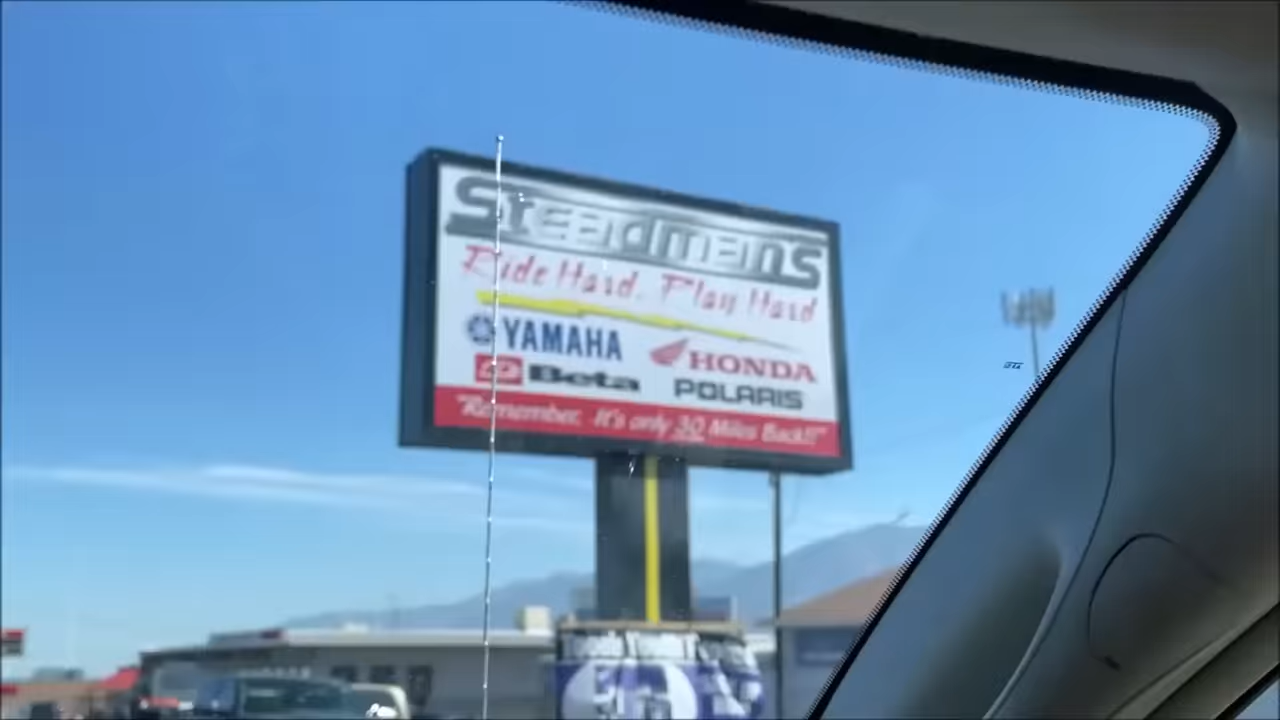 Steadmans
Ride Hard. Play Hard
YAMAHA
HONDA
Beta
POLARIS
"Remember, It's only 30 Miles Back!!"